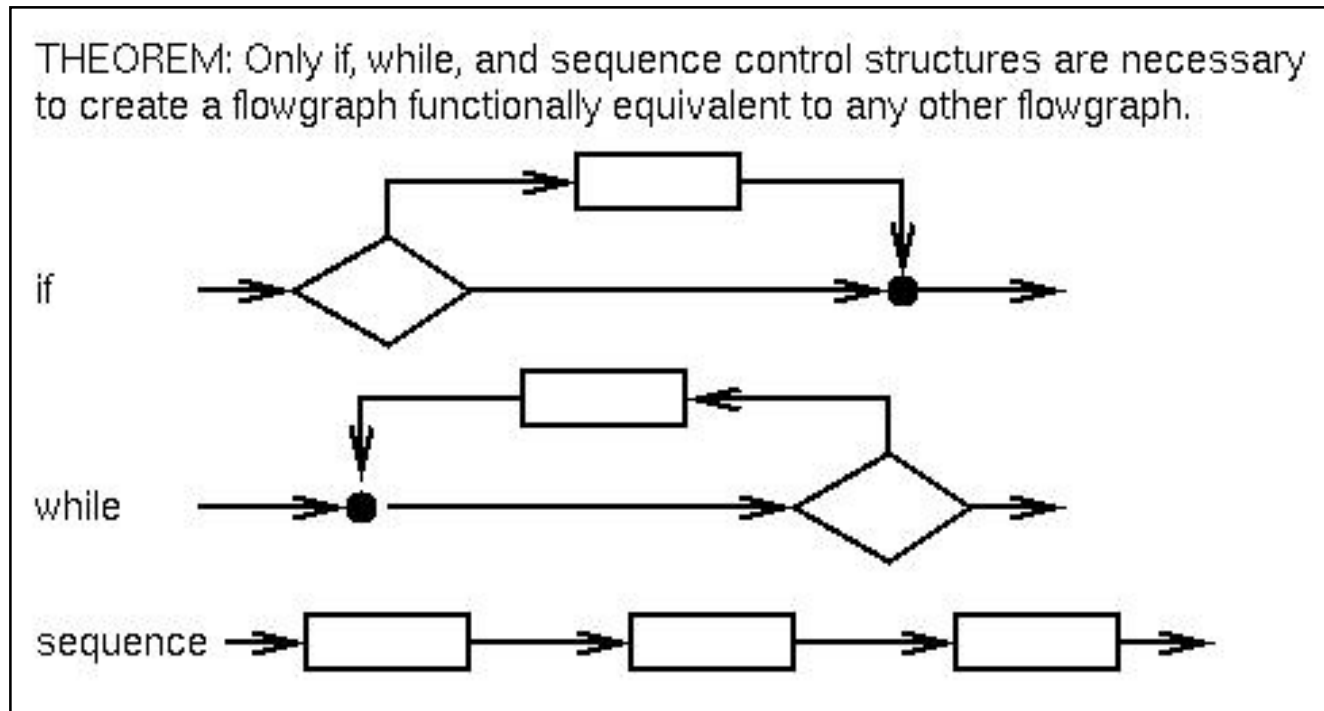 THEOREM: Only if, while, and sequence control structures are necessary
to create a flowgraph functionally equivalent to any other flowgraph.
if
while
sequence